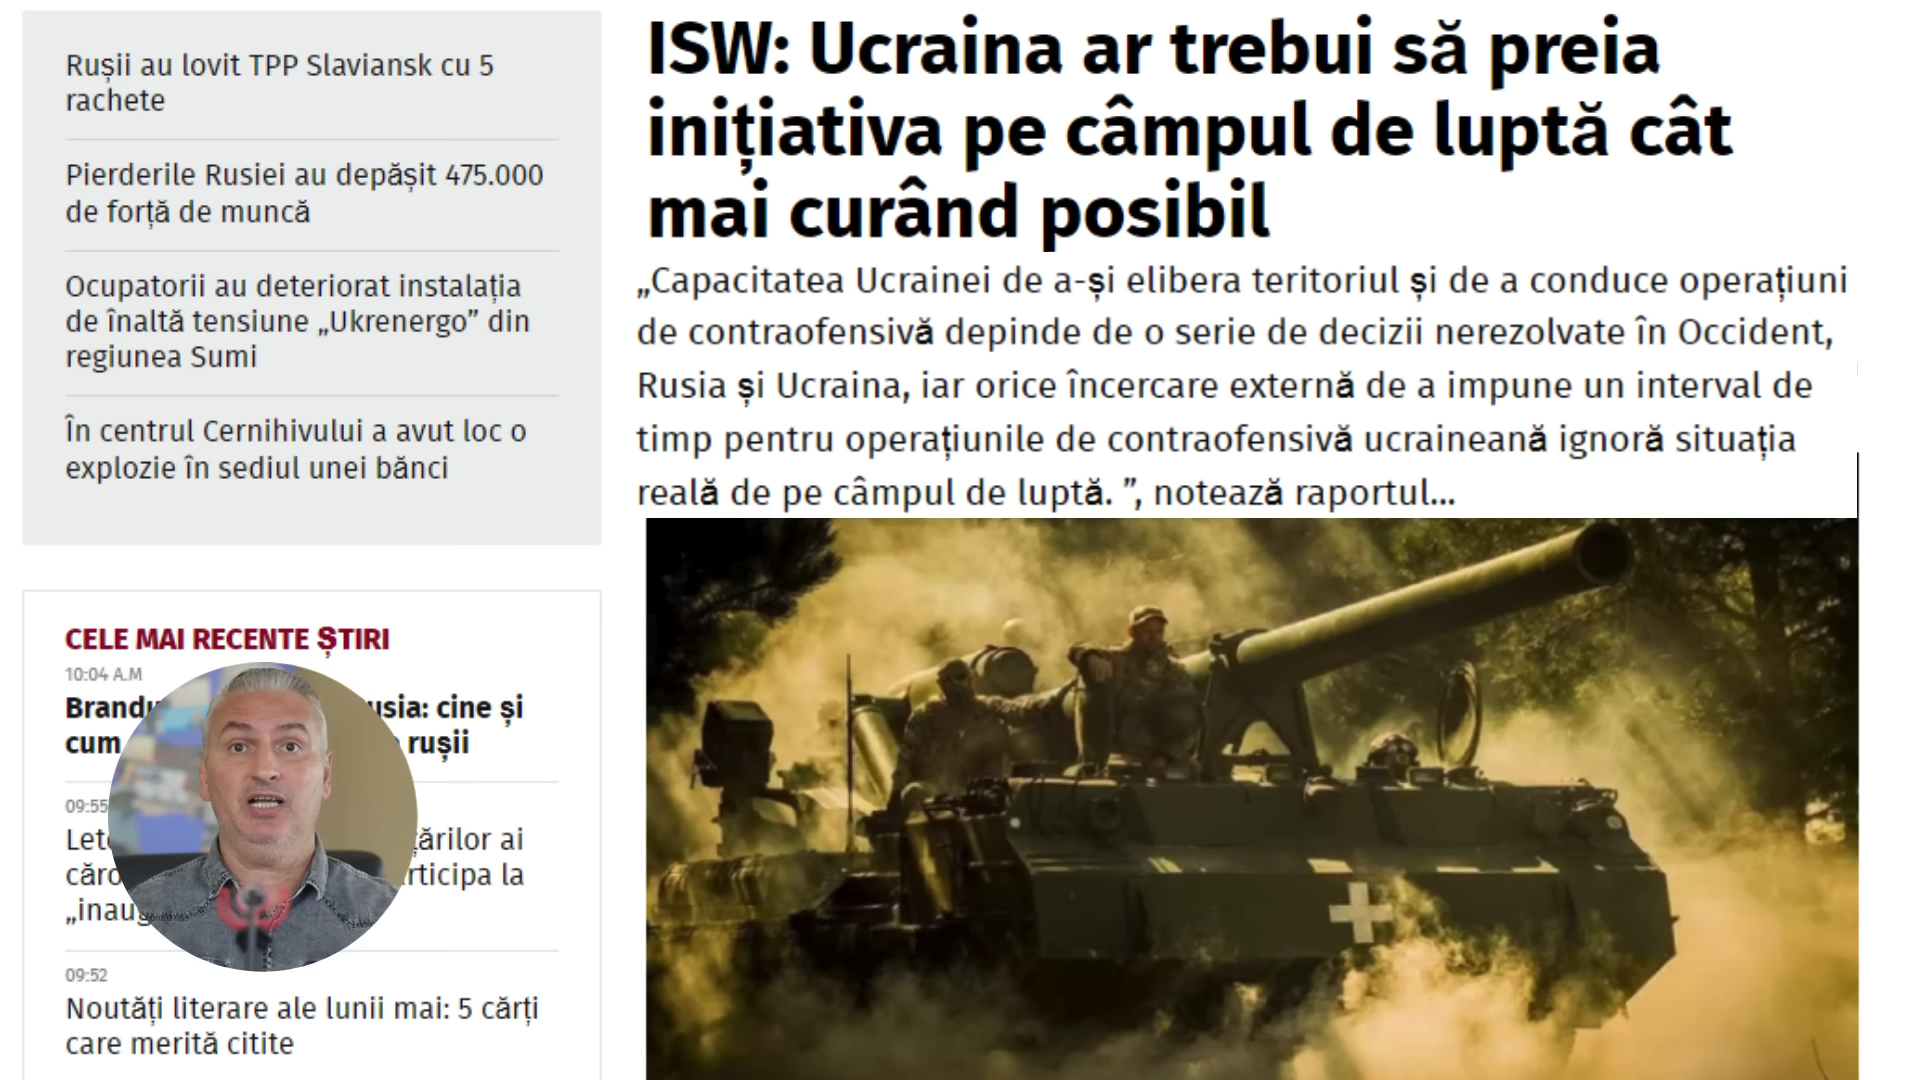 Rușii au lovit TPP Slaviansk cu 5
rachete
Pierderile Rusiei au depășit 475.000
de forță de muncă
Ocupatorii au deteriorat instalația
de înaltă tensiune „Ukrenergo” din
regiunea Sumi
În centrul Cernihivului a avut loc o
explozie în sediul unei bănci
CELE MAI RECENTE ȘTIRI
10:04 A.M
cine și
cum rușii
09:55
ai
la
09:52
Noutăți literare ale lunii mai: 5 cărți
care merită citite
ISW: Ucraina ar trebui să preia
inițiativa pe câmpul de luptă cât
mai curând posibil
„Capacitatea Ucrainei de a-și elibera teritoriul și de a conduce operațiuni
de contraofensivă depinde de o serie de decizii nerezolvate în Occident,
Rusia și Ucraina, iar orice încercare externă de a impune un interval de
timp pentru operațiunile de contraofensivă ucraineană ignoră situația
reală de pe câmpul de luptă. ”, notează raportul...